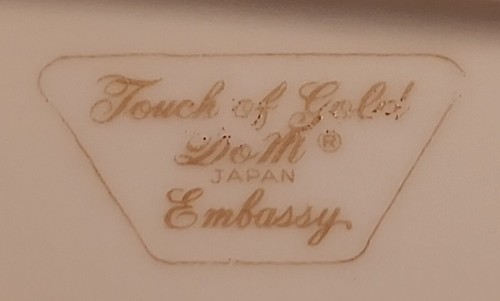 Touch of Gold
DoM ®
JAPAN
Embassy